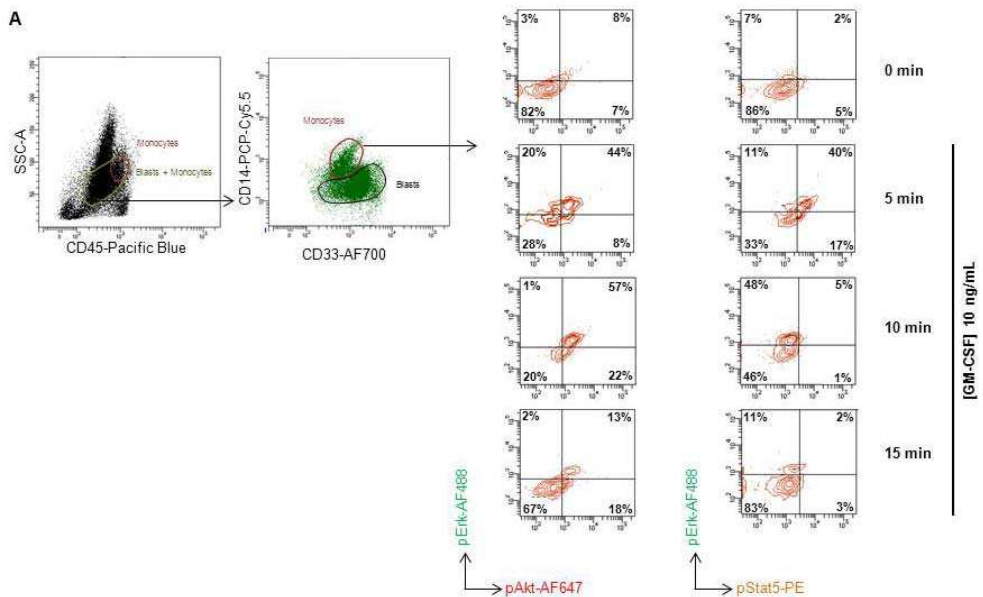 A
SSC-A
Monocytes
Blasts + Monocytes
CD45-Pacific Blue
CD14-PCP-Cy5.5
Monocytes
Blasts
CD33-AF700
3% 8%
82% 7%
7% 2%
86% 5%
0 min
20% 44%
28% 8%
11% 40%
33% 17%
5 min
1% 57%
20% 22%
48% 5%
46% 1%
10 min
2% 13%
67% 18%
11% 2%
83% 3%
15 min
[GM-CSF] 10 ng/mL
pErk-AF488
pAkt-AF647
pErk-AF488
pStat5-PE